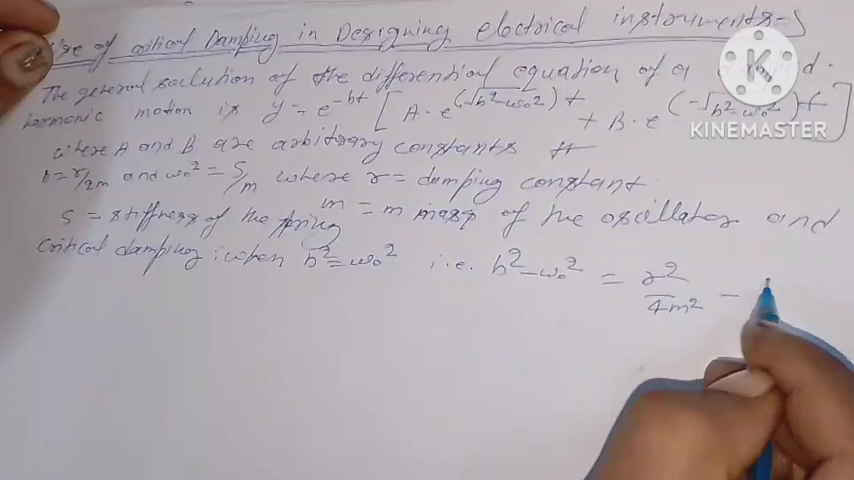 Use of critical Damping in Designing electrical instruments:-
The general solution of the differential equation of a d.
harmonic motion is y = e^-bt [A.e^(√b²-ω₀²)t + B.e^(-√b²-ω₀²)t]
where A and B are arbitrary constants
b = r/2m and ω₀² = S/m where r = damping constant
S = stiffness of the spring m = m mass of the oscillator and
critical damping : when b² = ω₀² i.e. b² - ω₀² = r²/4m² -
KINEMASTER